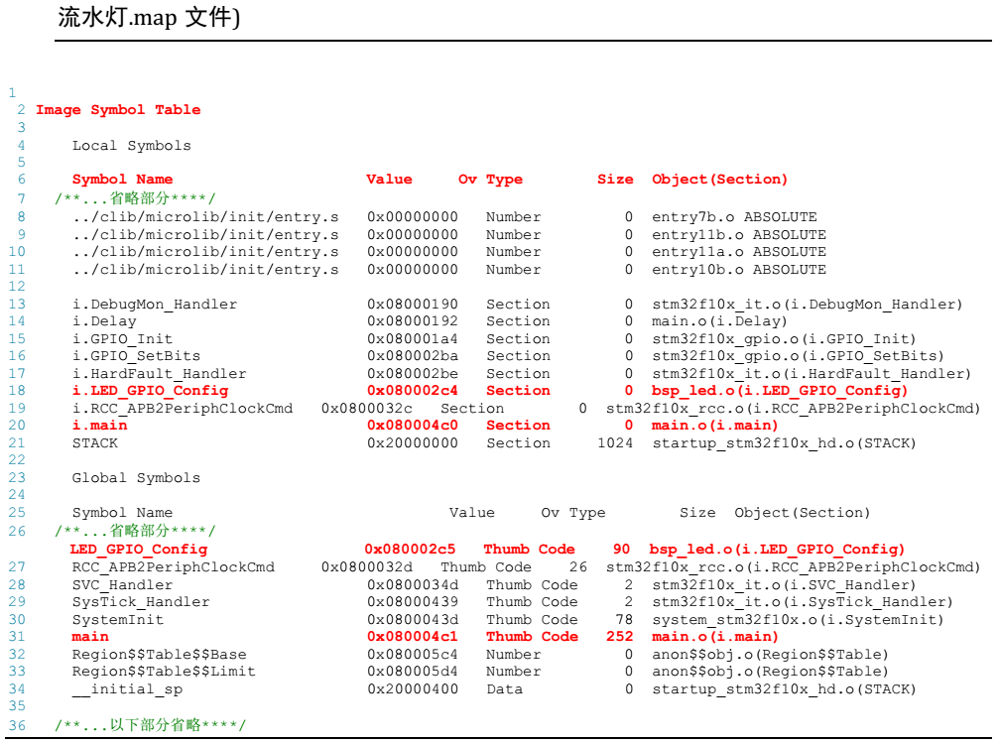 流水灯.map 文件)
1
2 Image Symbol Table
3
4 Local Symbols
5
6 Symbol Name Value Ov Type Size Object(Section)
7 /**...省略部分****/
8 ../clib/microlib/init/entry.s 0x00000000 Number 0 entry7b.o ABSOLUTE
9 ../clib/microlib/init/entry.s 0x00000000 Number 0 entry11b.o ABSOLUTE
10 ../clib/microlib/init/entry.s 0x00000000 Number 0 entry11a.o ABSOLUTE
11 ../clib/microlib/init/entry.s 0x00000000 Number 0 entry10b.o ABSOLUTE
12
13 i.DebugMon_Handler 0x08000190 Section 0 stm32f10x_it.o(i.DebugMon_Handler)
14 i.Delay 0x08000192 Section 0 main.o(i.Delay)
15 i.GPIO_Init 0x080001a4 Section 0 stm32f10x_gpio.o(i.GPIO_Init)
16 i.GPIO_SetBits 0x080002ba Section 0 stm32f10x_gpio.o(i.GPIO_SetBits)
17 i.HardFault_Handler 0x080002be Section 0 stm32f10x_it.o(i.HardFault_Handler)
18 i.LED_GPIO_Config 0x080002c4 Section 0 bsp_led.o(i.LED_GPIO_Config)
19 i.RCC_APB2PeriphClockCmd 0x0800032c Section 0 stm32f10x_rcc.o(i.RCC_APB2PeriphClockCmd)
20 i.main 0x080004c0 Section 0 main.o(i.main)
21 STACK 0x20000000 Section 1024 startup_stm32f10x_hd.o(STACK)
22
23 Global Symbols
24
25 Symbol Name Value Ov Type Size Object(Section)
26 /**...省略部分****/
LED_GPIO_Config 0x080002c5 Thumb Code 90 bsp_led.o(i.LED_GPIO_Config)
27 RCC_APB2PeriphClockCmd 0x0800032d Thumb Code 26 stm32f10x_rcc.o(i.RCC_APB2PeriphClockCmd)
28 SVC_Handler 0x0800034d Thumb Code 2 stm32f10x_it.o(i.SVC_Handler)
29 SysTick_Handler 0x08000439 Thumb Code 2 stm32f10x_it.o(i.SysTick_Handler)
30 SystemInit 0x0800043d Thumb Code 78 system_stm32f10x.o(i.SystemInit)
31 main 0x080004c1 Thumb Code 252 main.o(i.main)
32 Region$$Table$$Base 0x080005c4 Number 0 anon$$obj.o(Region$$Table)
33 Region$$Table$$Limit 0x080005d4 Number 0 anon$$obj.o(Region$$Table)
34 __initial_sp 0x20000400 Data 0 startup_stm32f10x_hd.o(STACK)
35
36 /**...以下部分省略****/